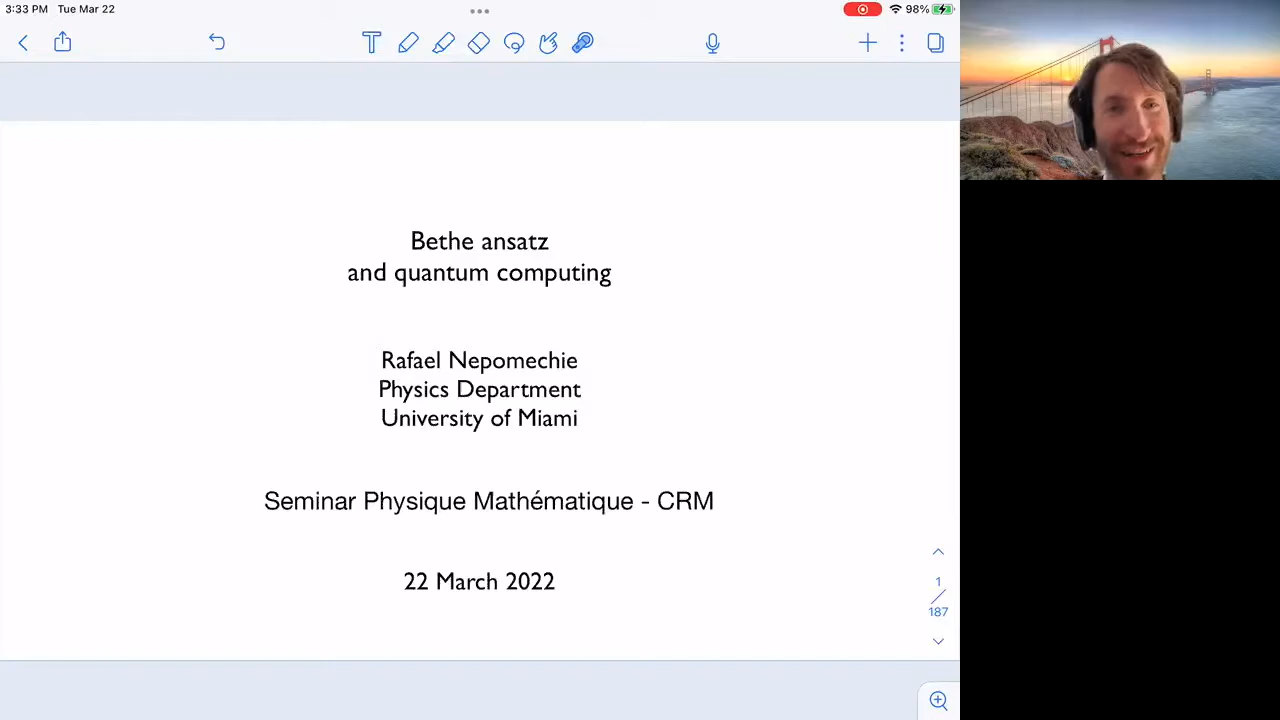 3:33 PM Tue Mar 22
98%
Bethe ansatz
and quantum computing
Rafael Nepomechie
Physics Department
University of Miami
Seminar Physique Mathématique - CRM
22 March 2022
1
187